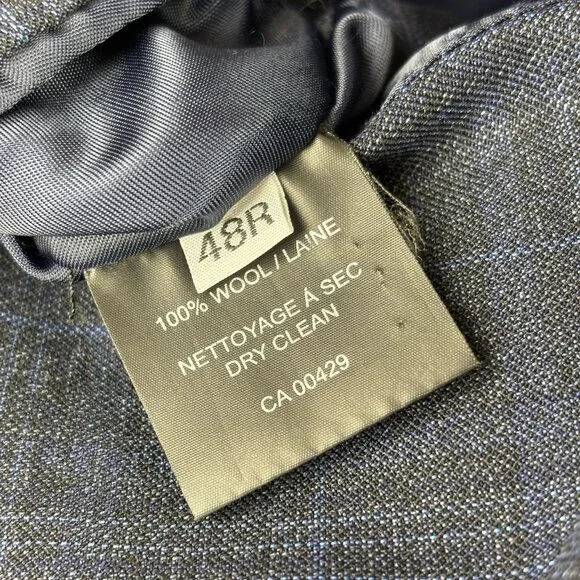 48R
100% WOOL / LAINE
NETTOYAGE Á SEC
DRY CLEAN
CA 00429